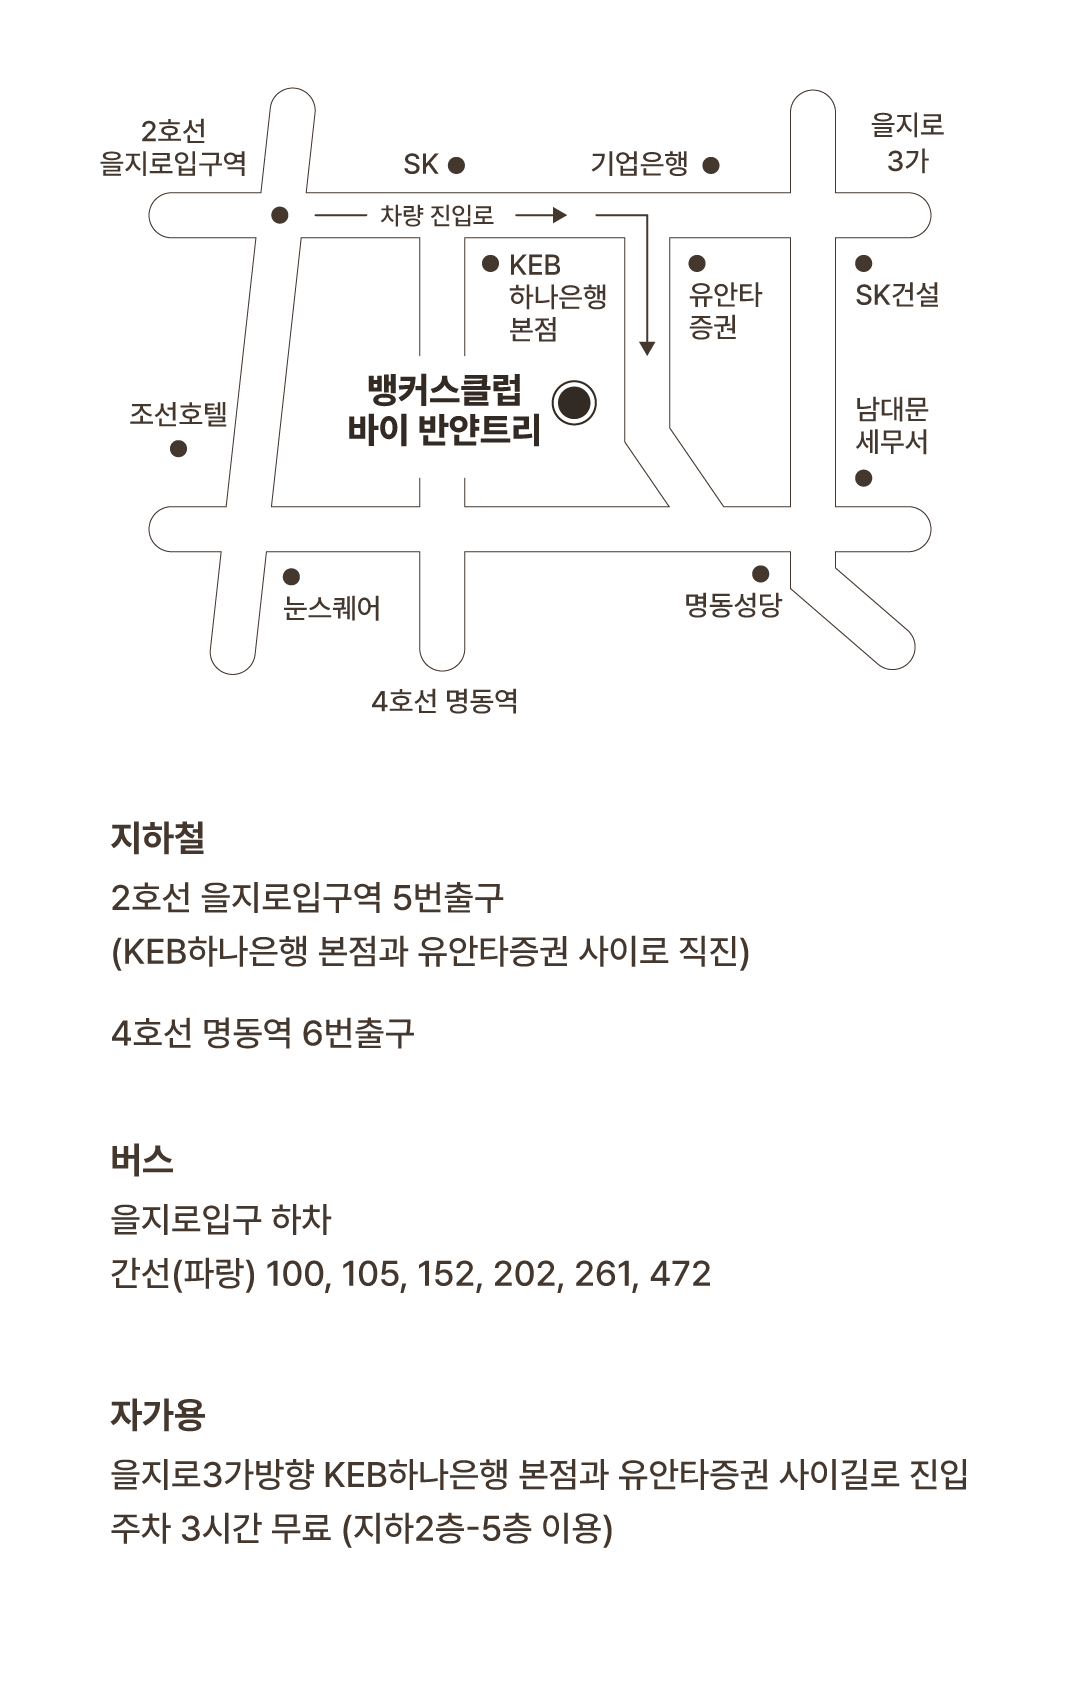 2호선
을지로입구역
SK
기업은행
을지로
3가
차량 진입로
KEB
하나은행
본점
유안타
증권
SK건설
뱅커스클럽
바이 반얀트리
조선호텔
남대문
세무서
눈스퀘어
명동성당
4호선 명동역
지하철
2호선 을지로입구역 5번출구
(KEB하나은행 본점과 유안타증권 사이로 직진)
4호선 명동역 6번출구
버스
을지로입구 하차
간선(파랑) 100, 105, 152, 202, 261, 472
자가용
을지로3가방향 KEB하나은행 본점과 유안타증권 사이길로 진입
주차 3시간 무료 (지하2층-5층 이용)